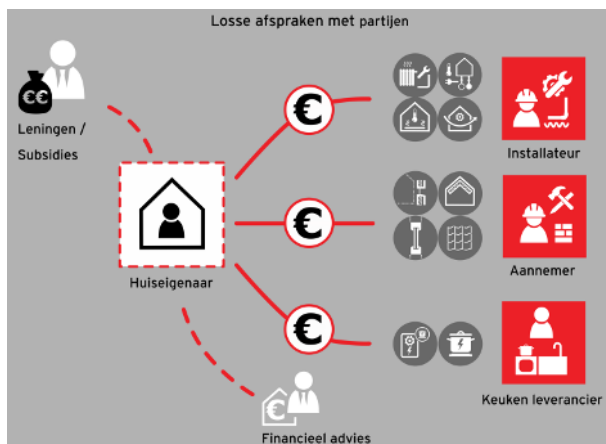 Losse afspraken met partijen
€€
Leningen /
Subsidies
Huiseigenaar
€
€
€
Installateur
Aannemer
Keuken leverancier
€
Financieel advies